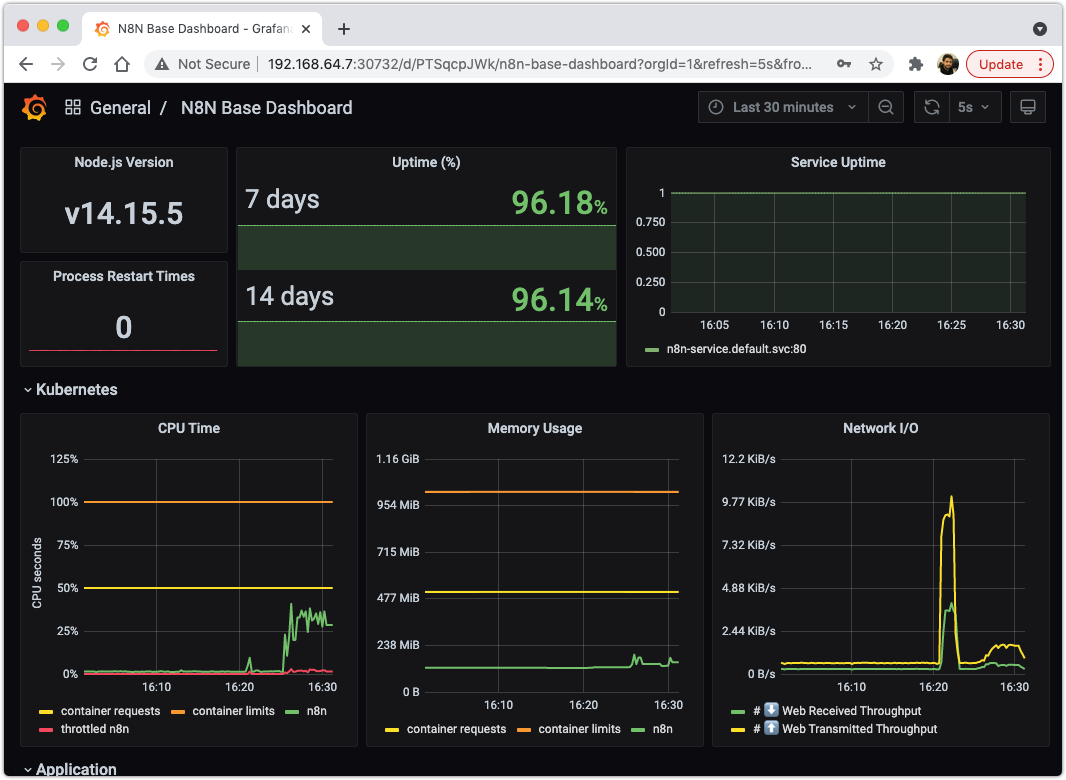 N8N Base Dashboard - Grafan
Not Secure
192.168.64.7:30732/d/PTSqcpJWk/n8n-base-dashboard?orgId=1&refresh=5s&fro...
Update
General / N8N Base Dashboard
Last 30 minutes
5s
Node.js Version
v14.15.5
Process Restart Times
0
Uptime (%)
7 days 96.18%
14 days 96.14%
Service Uptime
1
0.750
0.500
0.250
0
16:05 16:10 16:15 16:20 16:25 16:30
n8n-service.default.svc:80
Kubernetes
CPU Time
CPU seconds
125%
100%
75%
50%
25%
0%
16:10 16:20 16:30
container requests container limits n8n
throttled n8n
Memory Usage
1.16 GiB
954 MiB
715 MiB
477 MiB
238 MiB
0 B
16:10 16:20 16:30
container requests container limits n8n
Network I/O
12.2 KiB/s
9.77 KiB/s
7.32 KiB/s
4.88 KiB/s
2.44 KiB/s
0 B/s
16:10 16:20 16:30
# ⬇️ Web Received Throughput
# ⬆️ Web Transmitted Throughput
Application